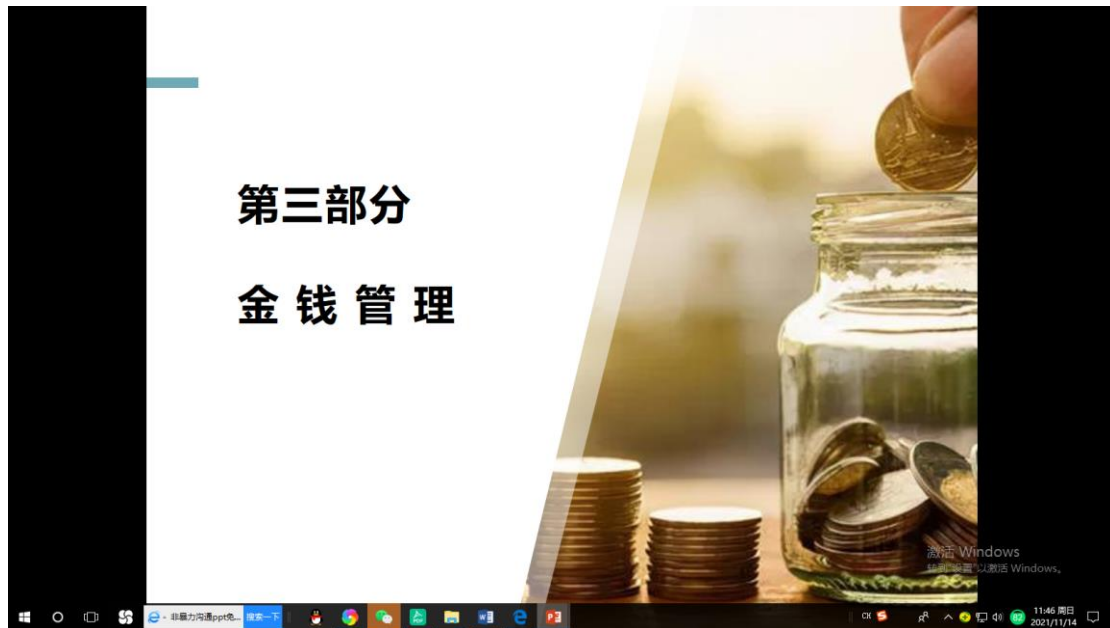 第三部分
金钱管理
激活 Windows
转到"设置"以激活 Windows。
非暴力沟通ppt免... 搜索一下
CH
82
11:46 周日
2021/11/14